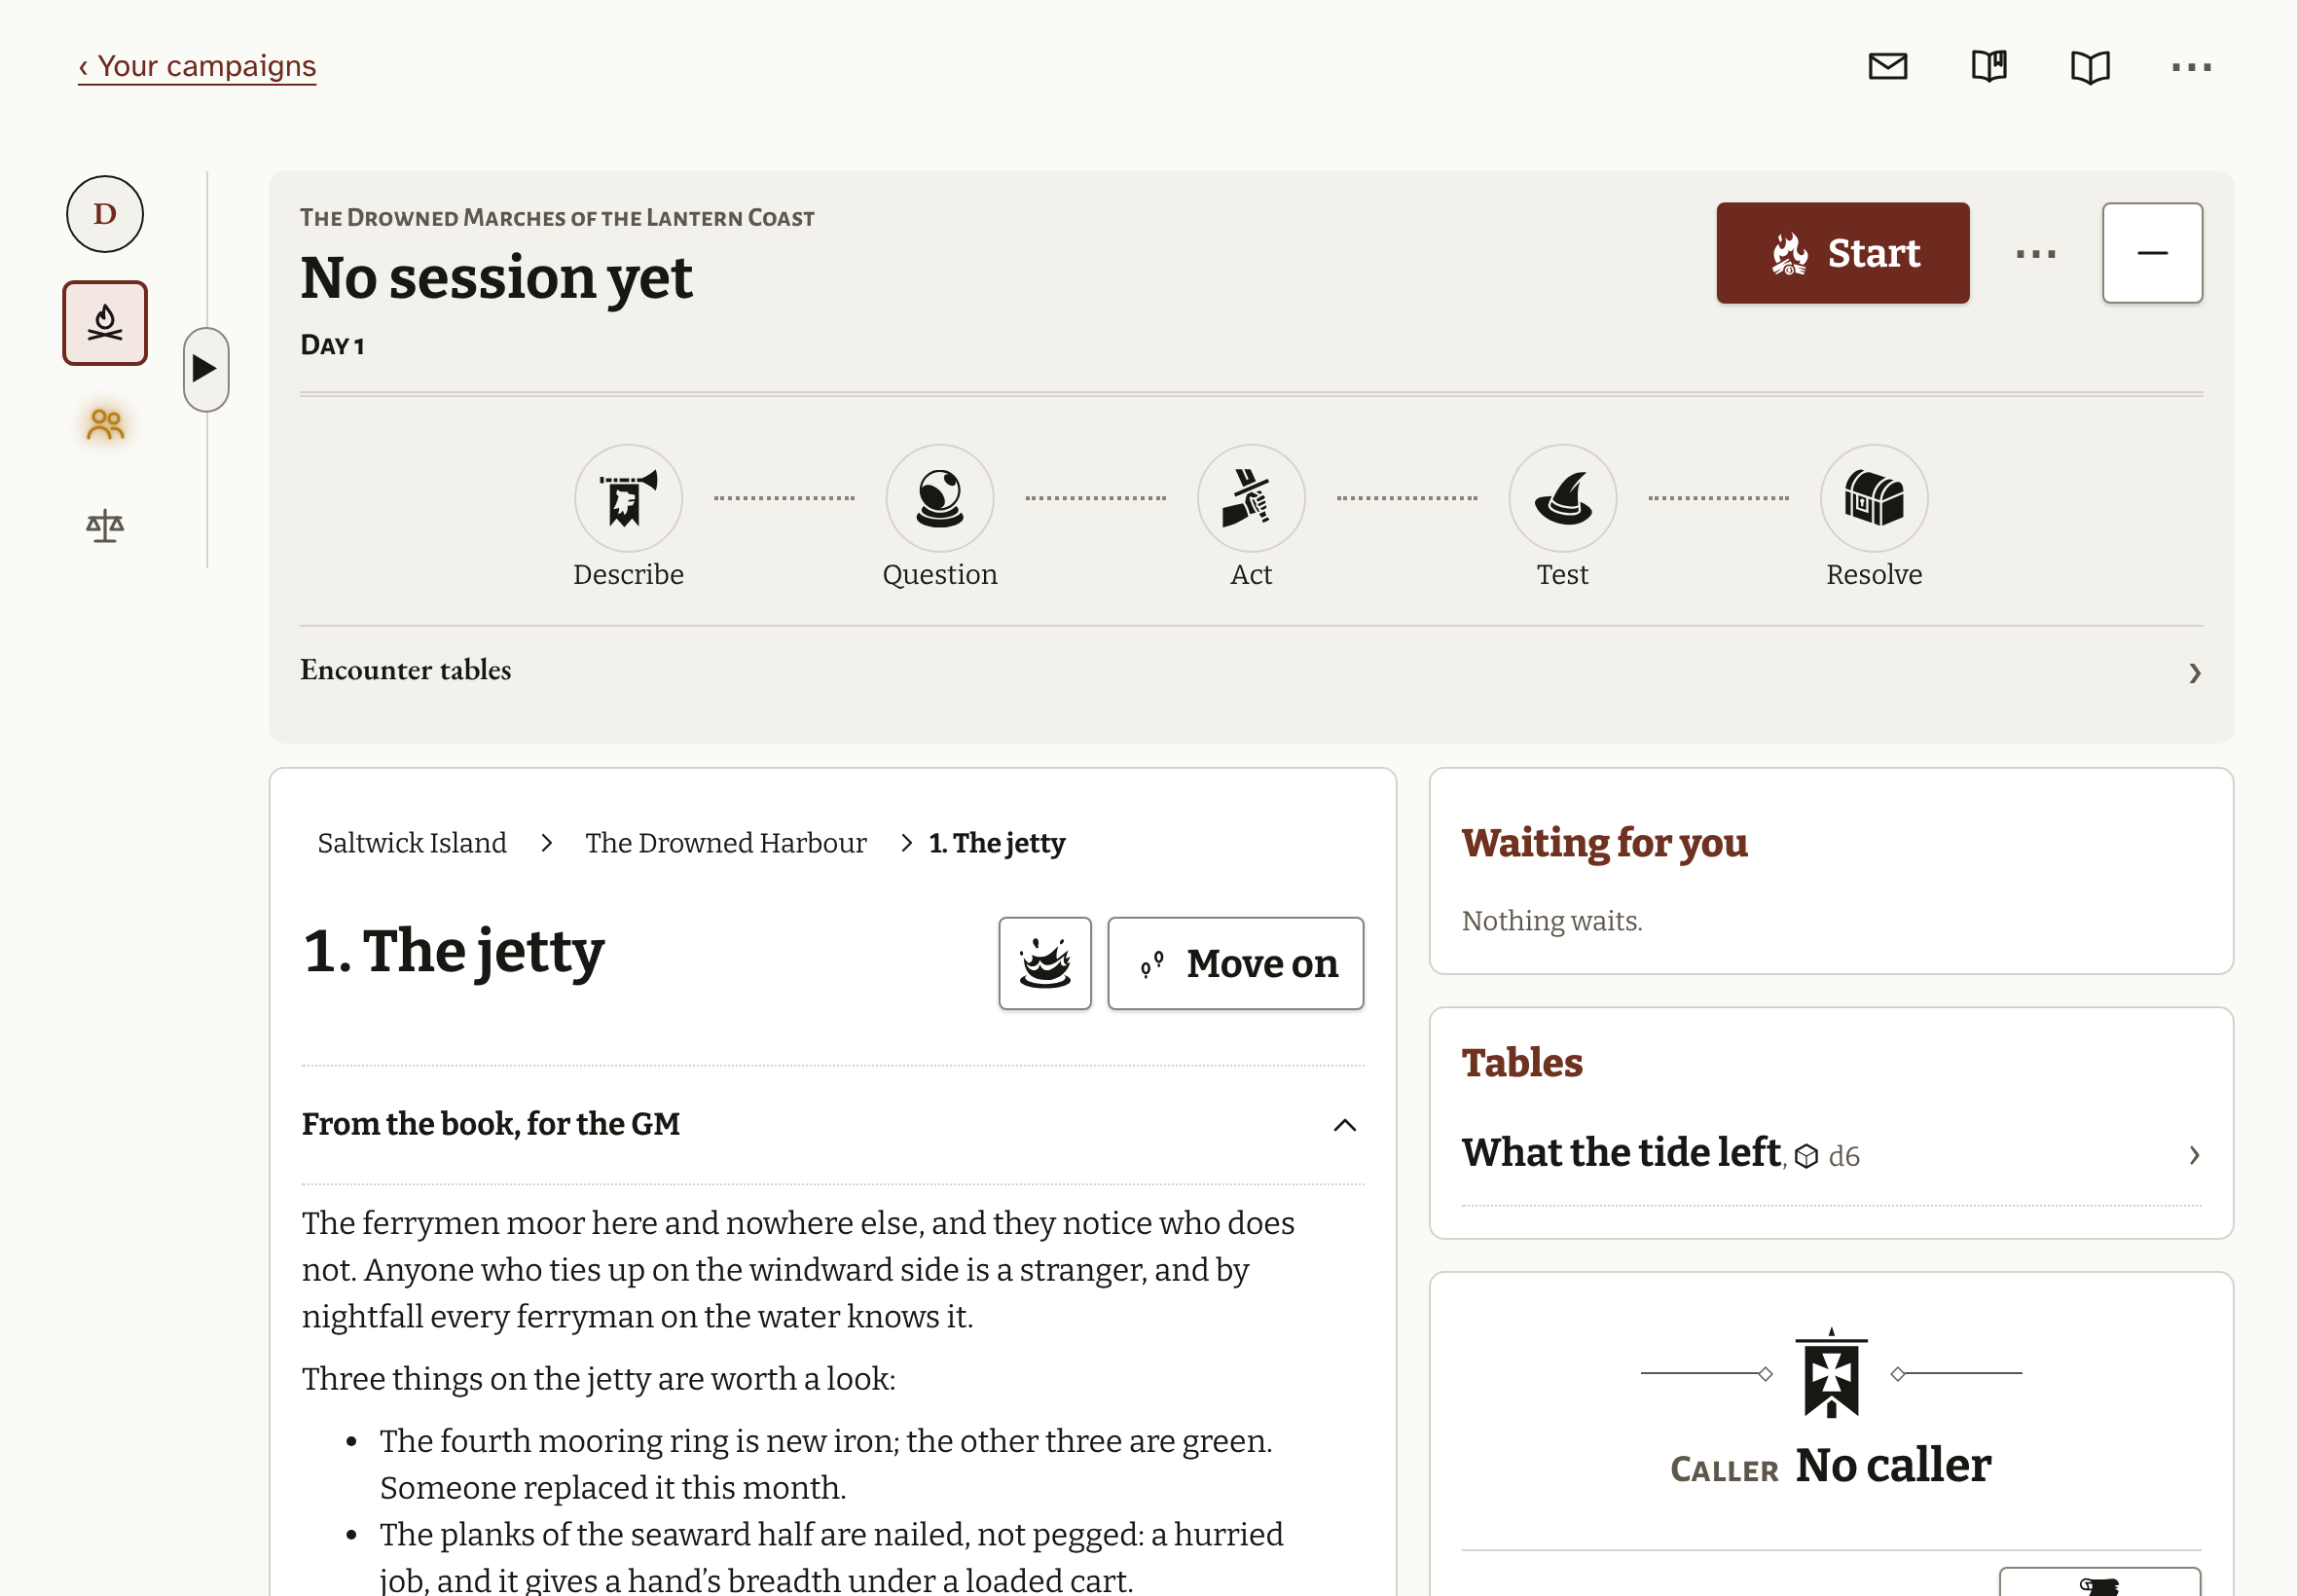 ‹ Your campaigns
D
The Drowned Marches of the Lantern Coast
No session yet
Day 1
Start
Describe
Question
Act
Test
Resolve
Encounter tables
Saltwick Island
The Drowned Harbour
1. The jetty
1. The jetty
Move on
From the book, for the GM
The ferrymen moor here and nowhere else, and they notice who does
not. Anyone who ties up on the windward side is a stranger, and by
nightfall every ferryman on the water knows it.
Three things on the jetty are worth a look:
• The fourth mooring ring is new iron; the other three are green.
Someone replaced it this month.
• The planks of the seaward half are nailed, not pegged: a hurried
job, and it gives a hand’s breadth under a loaded cart.
Waiting for you
Nothing waits.
Tables
What the tide left, d6
Caller No caller